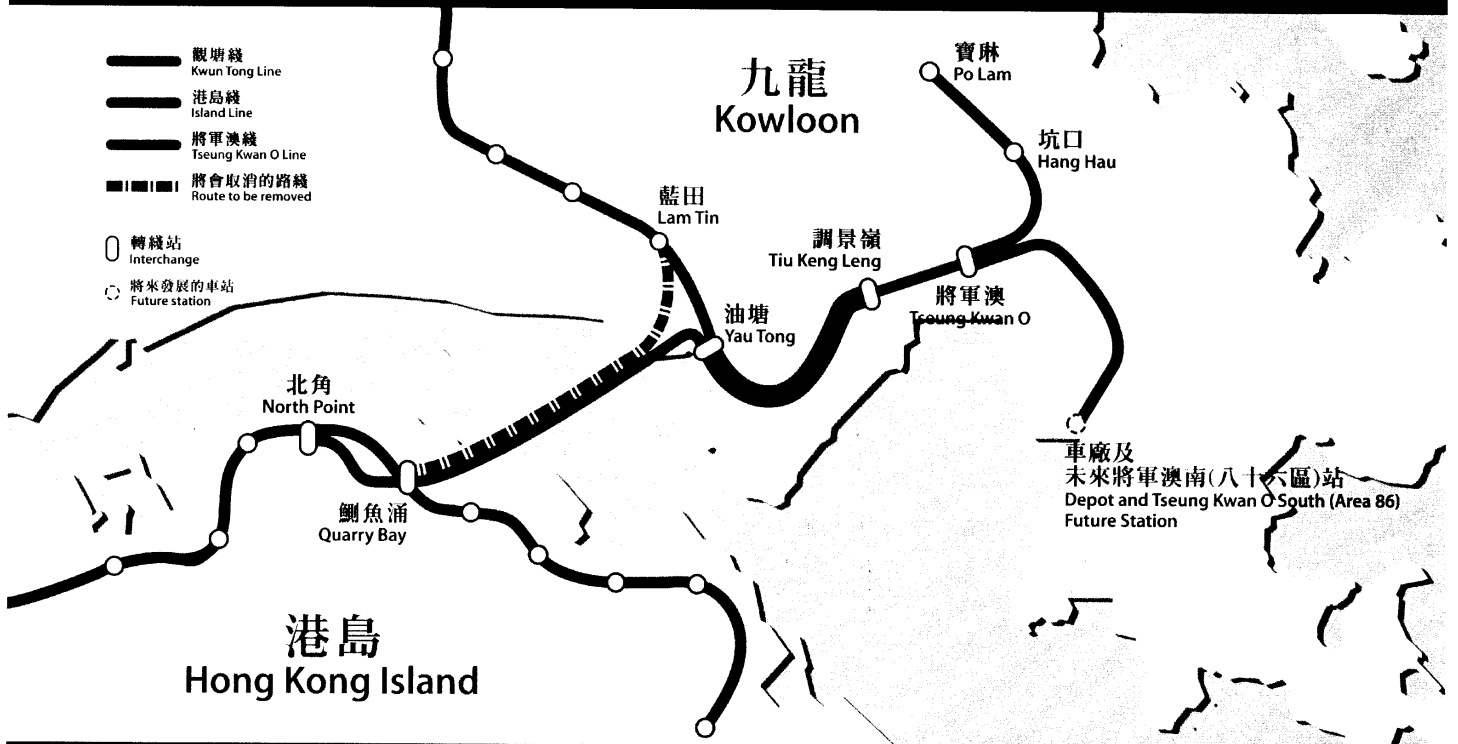 觀塘綫
Kwun Tong Line
港島綫
Island Line
將軍澳綫
Tseung Kwan O Line
將會取消的路綫
Route to be removed
轉綫站
Interchange
將來發展的車站
Future station
九龍
Kowloon
寶琳
Po Lam
坑口
Hang Hau
藍田
Lam Tin
調景嶺
Tiu Keng Leng
將軍澳
Tseung Kwan O
油塘
Yau Tong
北角
North Point
鰂魚涌
Quarry Bay
車廠及
未來將軍澳南(八十六區)站
Depot and Tseung Kwan O South (Area 86)
Future Station
港島
Hong Kong Island